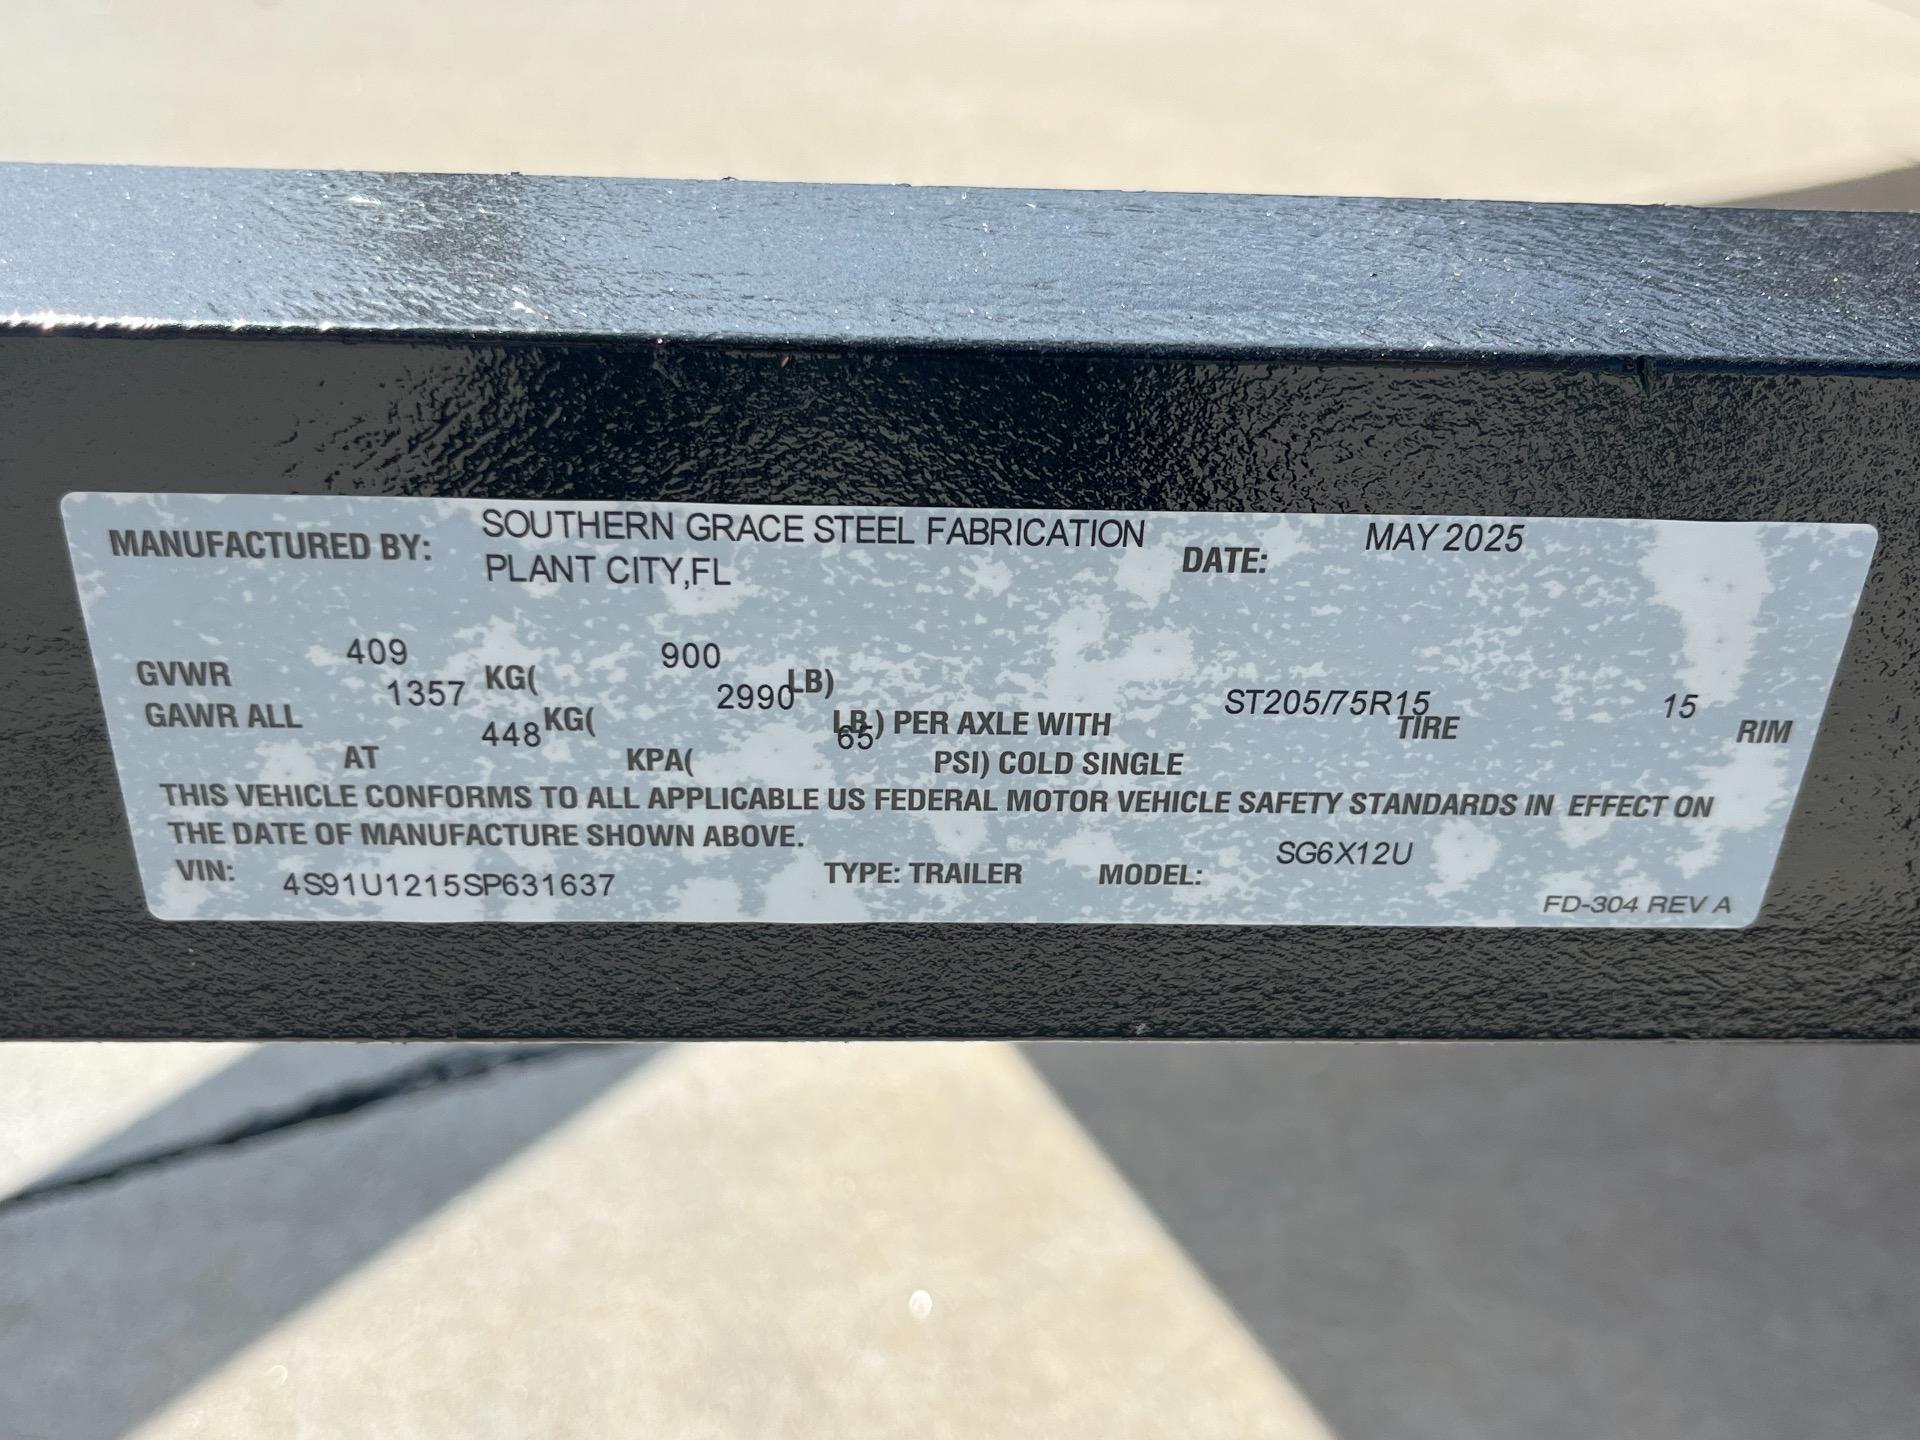 MANUFACTURED BY: SOUTHERN GRACE STEEL FABRICATION DATE: MAY 2025
PLANT CITY,FL
GVWR 409 KG( 900 LB)
GAWR ALL 1357 KG( 2990 LB) PER AXLE WITH ST205/75R15 TIRE 15 RIM
AT 448 KPA( 65 PSI) COLD SINGLE
THIS VEHICLE CONFORMS TO ALL APPLICABLE US FEDERAL MOTOR VEHICLE SAFETY STANDARDS IN EFFECT ON
THE DATE OF MANUFACTURE SHOWN ABOVE.
VIN: 4S91U1215SP631637 TYPE: TRAILER MODEL: SG6X12U
FD-304 REV A